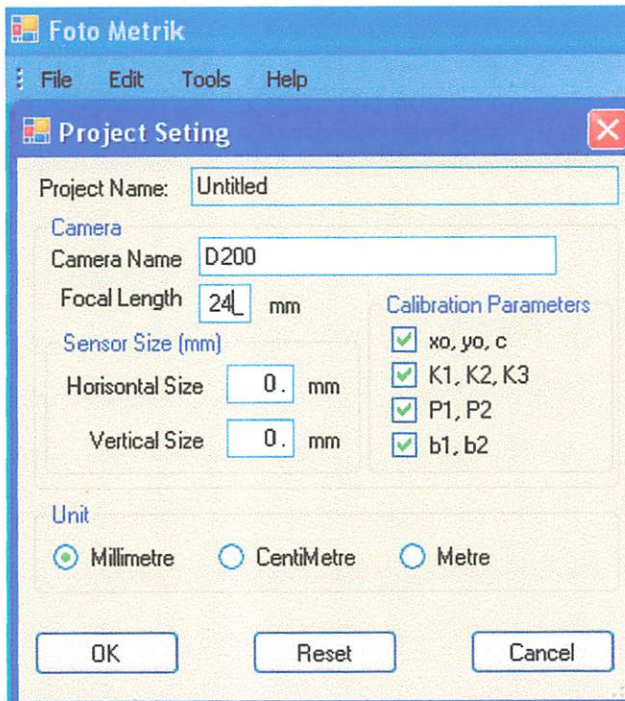 Foto Metrik
File Edit Tools Help
Project Seting
Project Name: Untitled
Camera
Camera Name D200
Focal Length 24_ mm
Calibration Parameters
Sensor Size (mm)
xo, yo, c
Horisontal Size 0. mm
K1, K2, K3
P1, P2
Vertical Size 0. mm
b1, b2
Unit
Millimetre CentiMetre Metre
OK Reset Cancel